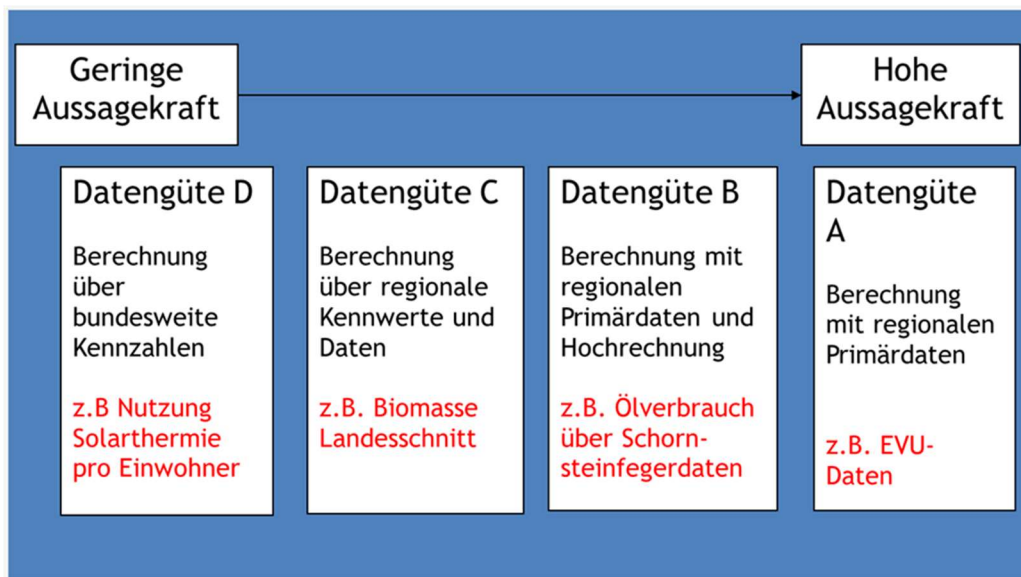 Geringe
Aussagekraft
Hohe
Aussagekraft
Datengüte D
Berechnung
über
bundesweite
Kennzahlen
z.B Nutzung
Solarthermie
pro Einwohner
Datengüte C
Berechnung
über regionale
Kennwerte und
Daten
z.B. Biomasse
Landesschnitt
Datengüte B
Berechnung mit
regionalen
Primärdaten und
Hochrechnung
z.B. Ölverbrauch
über Schorn-
steinfegerdaten
Datengüte
A
Berechnung
mit regionalen
Primärdaten
z.B. EVU-
Daten